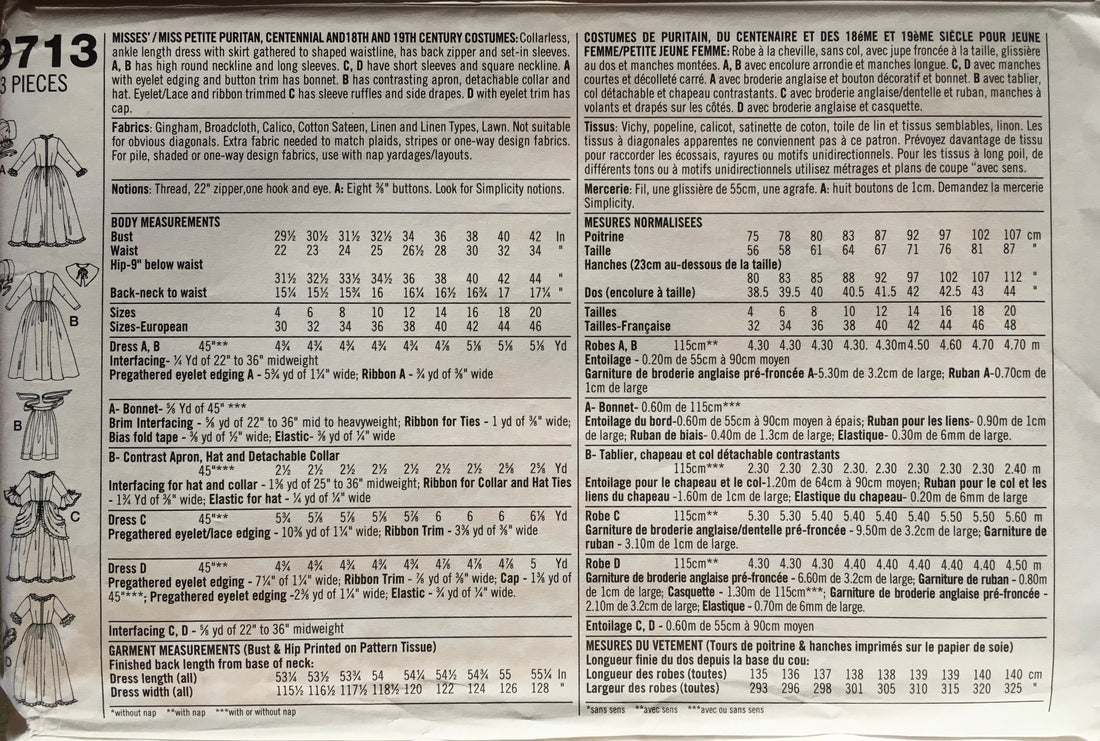 9713
3 PIECES
A
B
B
C
D
MISSES'/ MISS PETITE PURITAN, CENTENNIAL AND 18TH AND 19TH CENTURY COSTUMES: Collarless,
ankle length dress with skirt gathered to shaped waistline, has back zipper and set-in sleeves.
A, B has high round neckline and long sleeves. C, D have short sleeves and square neckline. A
with eyelet edging and button trim has bonnet. B has contrasting apron, detachable collar and
hat. Eyelet/Lace and ribbon trimmed C has sleeve ruffles and side drapes. D with eyelet trim has
cap.
Fabrics: Gingham, Broadcloth, Calico, Cotton Sateen, Linen and Linen Types, Lawn. Not suitable
for obvious diagonals. Extra fabric needed to match plaids, stripes or one-way design fabrics.
For pile, shaded or one-way design fabrics, use with nap yardages/layouts.
Notions: Thread, 22" zipper,one hook and eye. A: Eight ⅜" buttons. Look for Simplicity notions.
BODY MEASUREMENTS
Bust 29½ 30½ 31½ 32½ 34 36 38 40 42 In
Waist 22 23 24 25 26½ 28 30 32 34 "
Hip-9" below waist
31½ 32½ 33½ 34½ 36 38 40 42 44 "
Back-neck to waist 15¼ 15½ 15¾ 16 16¼ 16½ 16¾ 17 17¼ "
Sizes 4 6 8 10 12 14 16 18 20
Sizes-European 30 32 34 36 38 40 42 44 46
Dress A, B 45"** 4¾ 4¾ 4¾ 4¾ 4¾ 4⅞ 5⅛ 5⅛ 5⅛ Yd
Interfacing- ¼ Yd of 22" to 36" midweight
Pregathered eyelet edging A - 5¾ yd of 1¼" wide; Ribbon A - ¾ yd of ⅜" wide
A- Bonnet- ⅝ Yd of 45" ***
Brim Interfacing - ⅝ yd of 22" to 36" mid to heavyweight; Ribbon for Ties - 1 yd of ⅜" wide;
Bias fold tape - ⅜ yd of ½" wide; Elastic- ⅜ yd of ¼" wide
B- Contrast Apron, Hat and Detachable Collar
45"*** 2½ 2½ 2½ 2½ 2½ 2½ 2½ 2⅝ 2⅝ Yd
Interfacing for hat and collar - 1⅜ yd of 25" to 36" midweight; Ribbon for Collar and Hat Ties
- 1¾ Yd of ⅜" wide; Elastic for hat - ¼ yd of ¼" wide
Dress C 45"** 5¾ 5⅞ 5⅞ 5⅞ 5⅞ 6 6 6 6⅛ Yd
Pregathered eyelet/lace edging - 10⅜ yd of 1¼" wide; Ribbon Trim - 3⅜ yd of ⅜" wide
Dress D 45"** 4¾ 4¾ 4¾ 4¾ 4¾ 4⅞ 4⅞ 4⅞ 5 Yd
Pregathered eyelet edging - 7¼" of 1¼" wide; Ribbon Trim - ⅞ yd of ⅜" wide; Cap - 1⅜ yd of
45"***; Pregathered eyelet edging -2⅜ yd of 1¼" wide; Elastic - ¾ yd of ¼" wide.
Interfacing C, D - ⅝ yd of 22" to 36" midweight
GARMENT MEASUREMENTS (Bust & Hip Printed on Pattern Tissue)
Finished back length from base of neck:
Dress length (all) 53¼ 53½ 53¾ 54 54¼ 54½ 54¾ 55 55¼ In
Dress width (all) 115½ 116½ 117½ 118½ 120 122 124 126 128 "
*without nap **with nap ***with or without nap
COSTUMES DE PURITAIN, DU CENTENAIRE ET DES 18éME ET 19èME SIÈCLE POUR JEUNE
FEMME/PETITE JEUNE FEMME: Robe à la cheville, sans col, avec jupe froncée à la taille, glissière
au dos et manches montées. A, B avec encolure arrondie et manches longue. C, D avec manches
courtes et décolleté carré. A avec broderie anglaise et bouton décoratif et bonnet. B avec tablier,
col détachable et chapeau contrastants. C avec broderie anglaise/dentelle et ruban, manches à
volants et drapés sur les côtés. D avec broderie anglaise et casquette.
Tissus: Vichy, popeline, calicot, satinette de coton, toile de lin et tissus semblables, linon. Les
tissus à diagonales apparentes ne conviennent pas à ce patron. Prévoyez davantage de tissu
pour raccorder les écossais, rayures ou motifs unidirectionnels. Pour les tissus à long poil, de
différents tons ou à motifs unidirectionnels utilisez métrages et plans de coupe "avec sens.
Mercerie: Fil, une glissière de 55cm, une agrafe. A: huit boutons de 1cm. Demandez la mercerie
Simplicity.
MESURES NORMALISEES
Poitrine 75 78 80 83 87 92 97 102 107 cm
Taille 56 58 61 64 67 71 76 81 87 "
Hanches (23cm au-dessous de la taille)
80 83 85 88 92 97 102 107 112 "
Dos (encolure à taille) 38.5 39.5 40 40.5 41.5 42 42.5 43 44 "
Tailles 4 6 8 10 12 14 16 18 20
Tailles-Française 32 34 36 38 40 42 44 46 48
Robes A, B 115cm** 4.30 4.30 4.30 4.30. 4.30m4.50 4.60 4.70 4.70 m
Entoilage - 0.20m de 55cm à 90cm moyen
Garniture de broderie anglaise pré-froncée A-5.30m de 3.2cm de large; Ruban A-0.70cm de
1cm de large
A- Bonnet- 0.60m de 115cm***
Entoilage du bord-0.60m de 55cm à 90cm moyen à épais; Ruban pour les liens- 0.90m de 1cm
de large; Ruban de biais- 0.40m de 1.3cm de large; Elastique- 0.30m de 6mm de large.
B- Tablier, chapeau et col détachable contrastants
115cm*** 2.30 2.30 2.30 2.30. 2.30 2.30 2.30 2.30 2.40 m
Entoilage pour le chapeau et le col-1.20m de 64cm à 90cm moyen; Ruban pour le col et les
liens du chapeau -1.60m de 1cm de large; Elastique du chapeau- 0.20m de 6mm de large
Robe C 115cm** 5.30 5.30 5.40 5.40 5.40 5.40 5.50 5.50 5.60 m
Garniture de broderie anglaise/dentelle pré-froncée - 9.50m de 3.2cm de large; Garniture de
ruban - 3.10m de 1cm de large.
Robe D 115cm** 4.30 4.30 4.30 4.40 4.40 4.40 4.40 4.40 4.50 m
Garniture de broderie anglaise pré-froncée - 6.60m de 3.2cm de large; Garniture de ruban - 0.80m
de 1cm de large; Casquette - 1.30m de 115cm***; Garniture de broderie anglaise pré-froncée -
2.10m de 3.2cm de large; Elastique - 0.70m de 6mm de large.
Entoilage C, D - 0.60m de 55cm à 90cm moyen
MESURES DU VETEMENT (Tours de poitrine & hanches imprimés sur le papier de soie)
Longueur finie du dos depuis la base du cou:
Longueur des robes (toutes) 135 136 137 138 138 139 139 140 140 cm
Largeur des robes (toutes) 293 296 298 301 305 310 315 320 325 "
*sans sens **avec sens ***avec ou sans sens